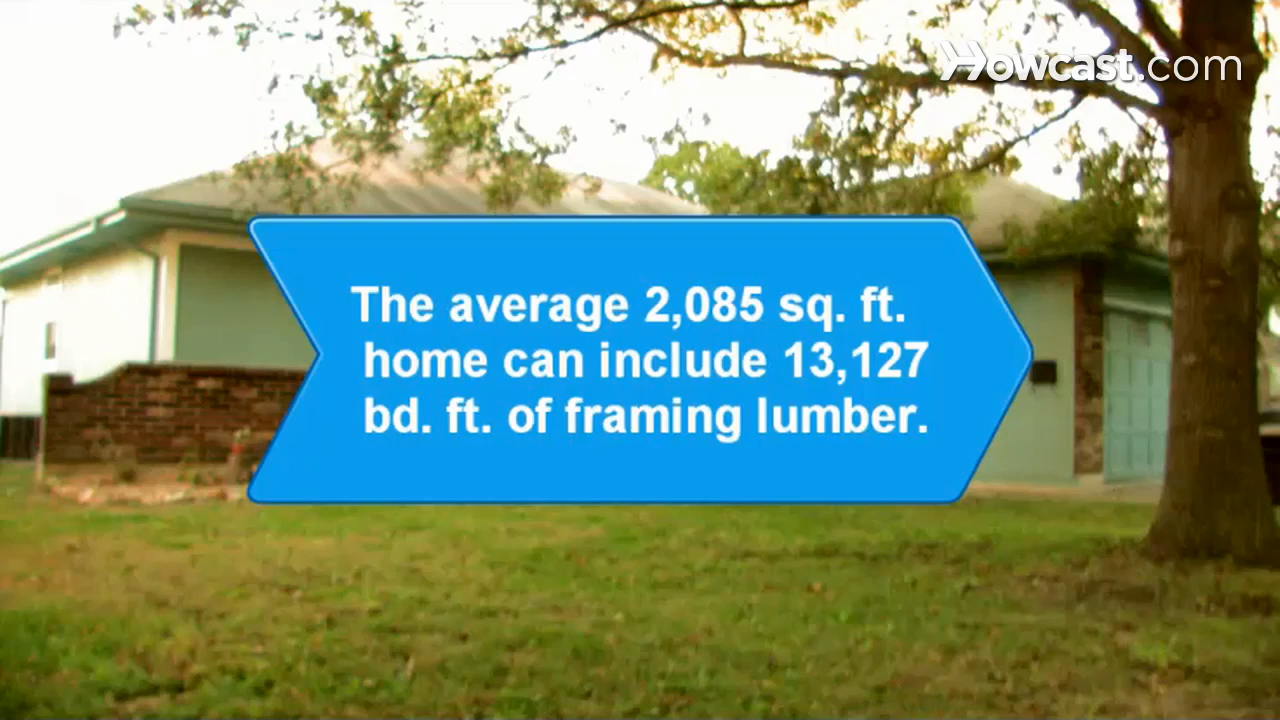 Howcast.com
The average 2,085 sq. ft.
home can include 13,127
bd. ft. of framing lumber.